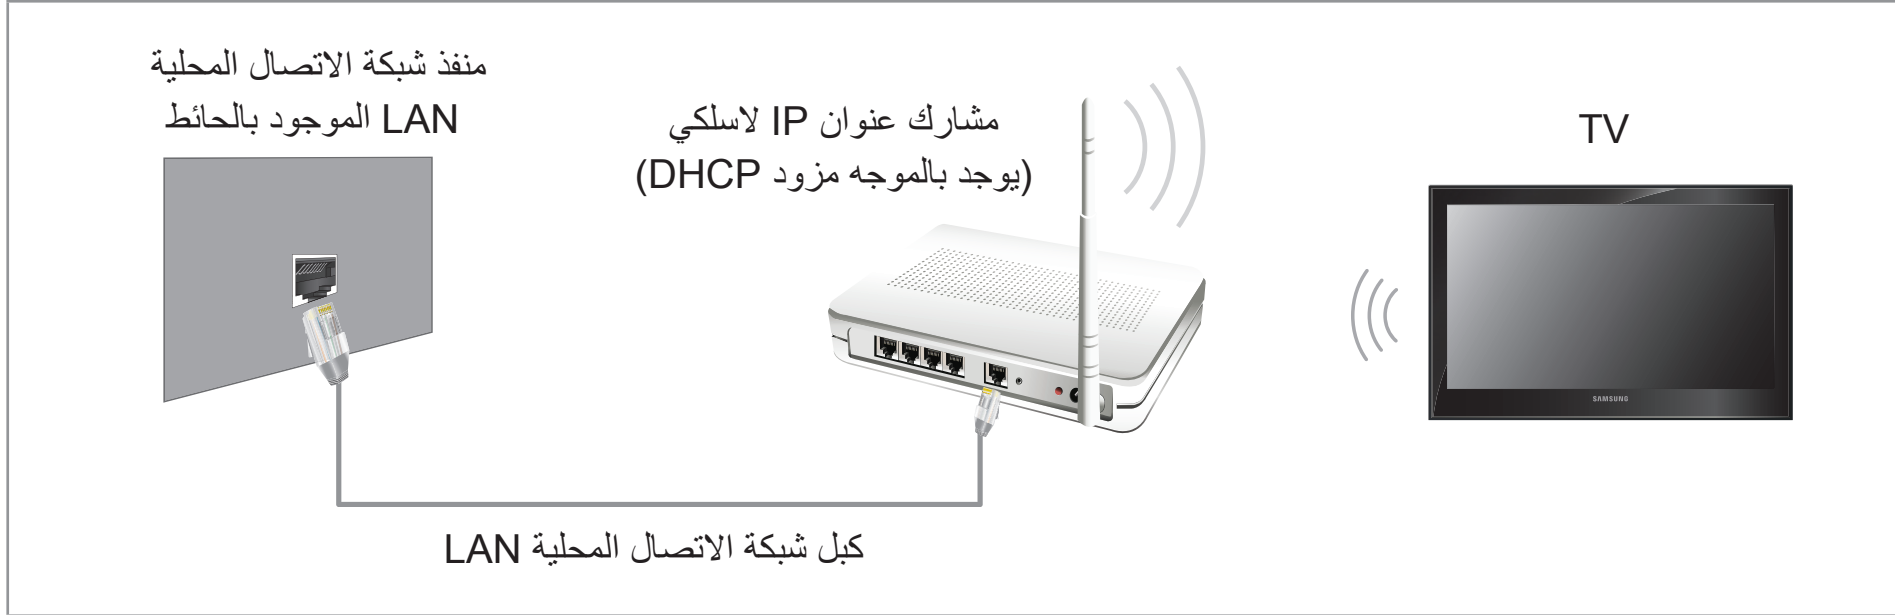 منفذ شبكة الاتصال المحلية
LAN الموجود بالحائط
مشارك عنوان IP لاسلكي
(يوجد بالموجه مزود DHCP)
TV
SAMSUNG
كبل شبكة الاتصال المحلية LAN